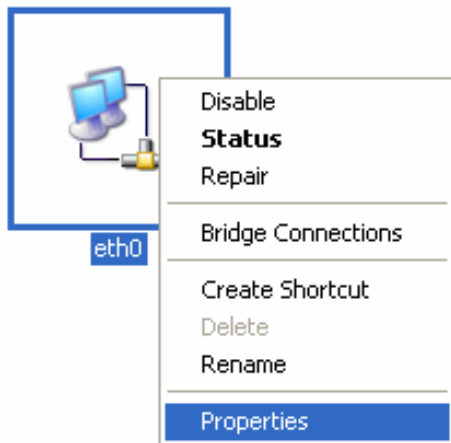 Disable
Status
Repair
Bridge Connections
eth0
Create Shortcut
Delete
Rename
Properties